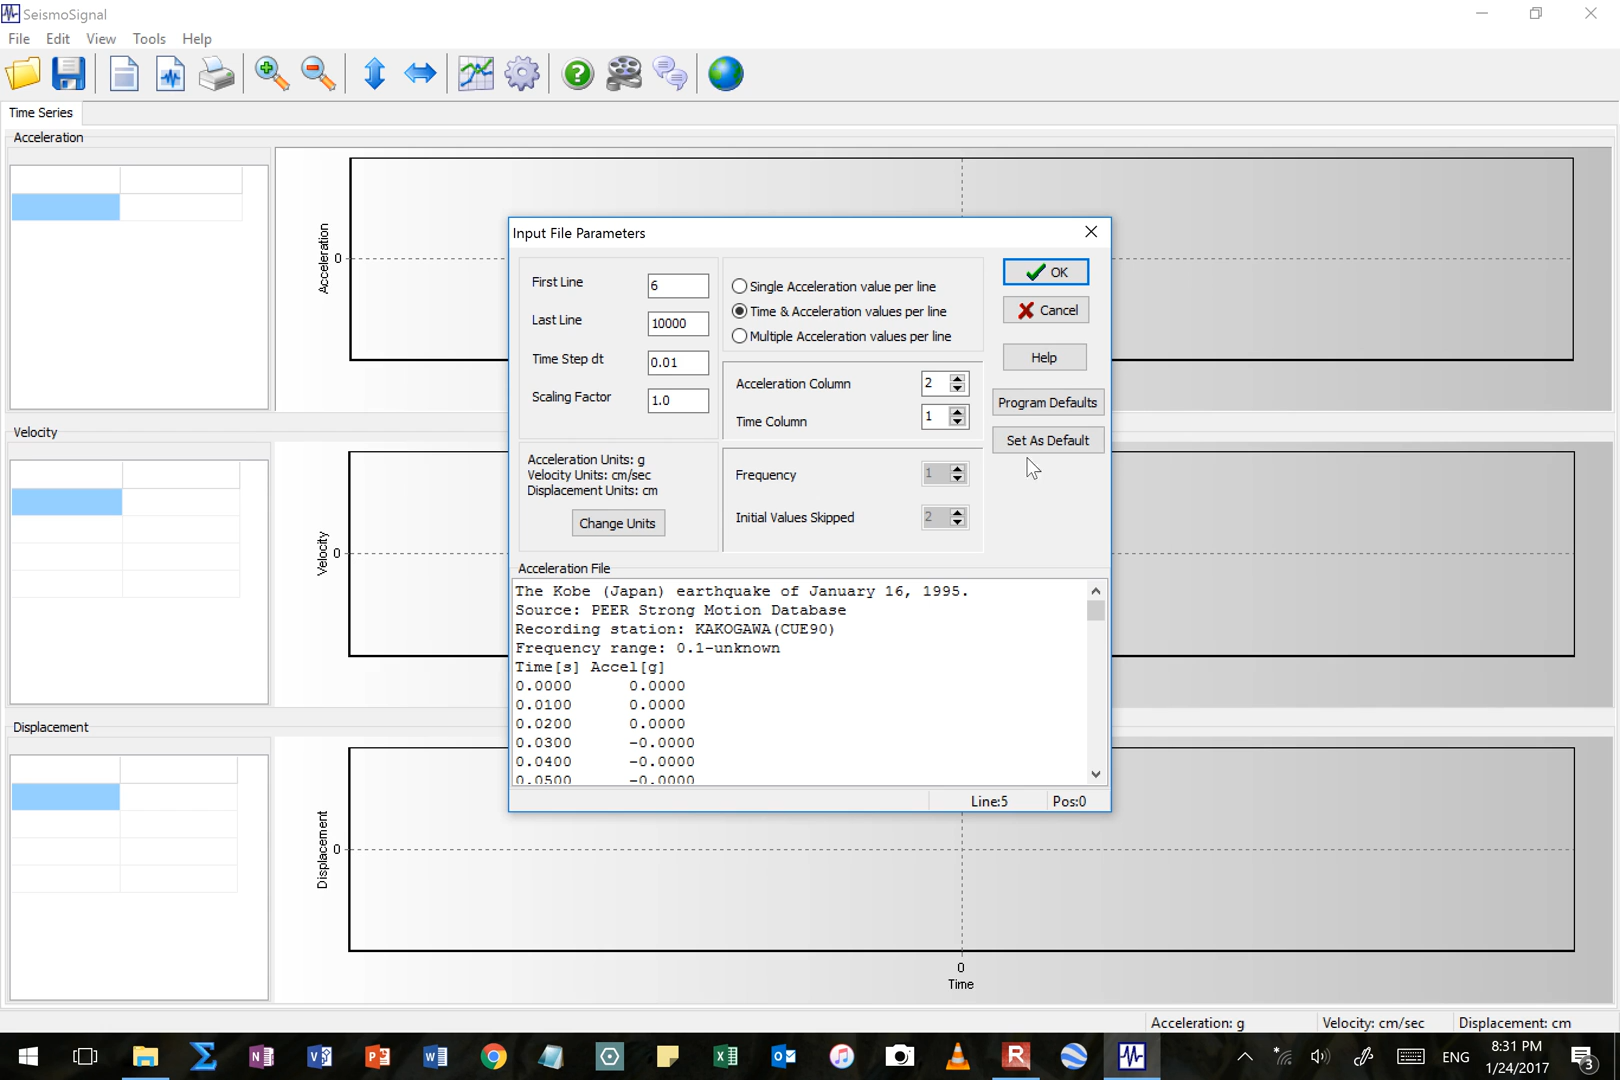 SeismoSignal
File Edit View Tools Help
Time Series
Acceleration
Acceleration
0
Input File Parameters
First Line 6
Last Line 10000
Time Step dt 0.01
Scaling Factor 1.0
Single Acceleration value per line
Time & Acceleration values per line
Multiple Acceleration values per line
OK
Cancel
Help
Program Defaults
Set As Default
Acceleration Column 2
Time Column 1
Acceleration Units: g
Velocity Units: cm/sec
Displacement Units: cm
Change Units
Frequency 1
Initial Values Skipped 2
Acceleration File
The Kobe (Japan) earthquake of January 16, 1995.
Source: PEER Strong Motion Database
Recording station: KAKOGAWA(CUE90)
Frequency range: 0.1-unknown
Time[s] Accel[g]
0.0000 0.0000
0.0100 0.0000
0.0200 0.0000
0.0300 -0.0000
0.0400 -0.0000
0.0500 -0.0000
Line:5 Pos:0
Velocity
Velocity
0
Displacement
Displacement
0
0
Time
Acceleration: g Velocity: cm/sec Displacement: cm
ENG
8:31 PM
1/24/2017
3